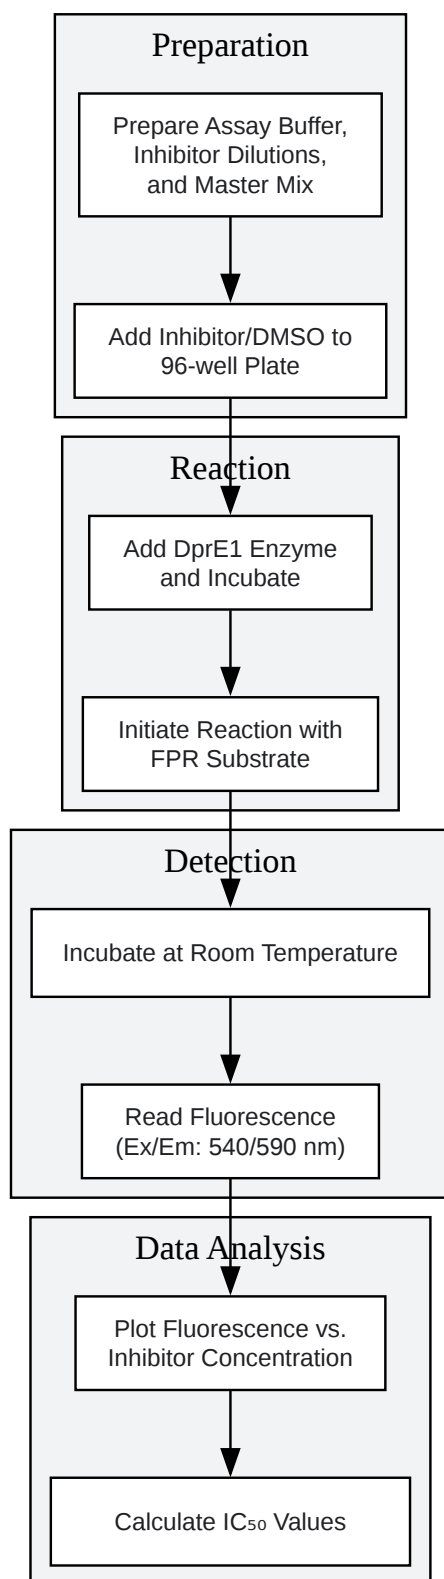 Preparation
Prepare Assay Buffer,
Inhibitor Dilutions,
and Master Mix
Add Inhibitor/DMSO to
96-well Plate
Reaction
Add DprE1 Enzyme
and Incubate
Initiate Reaction with
FPR Substrate
Detection
Incubate at Room Temperature
Read Fluorescence
(Ex/Em: 540/590 nm)
Data Analysis
Plot Fluorescence vs.
Inhibitor Concentration
Calculate IC₅₀ Values